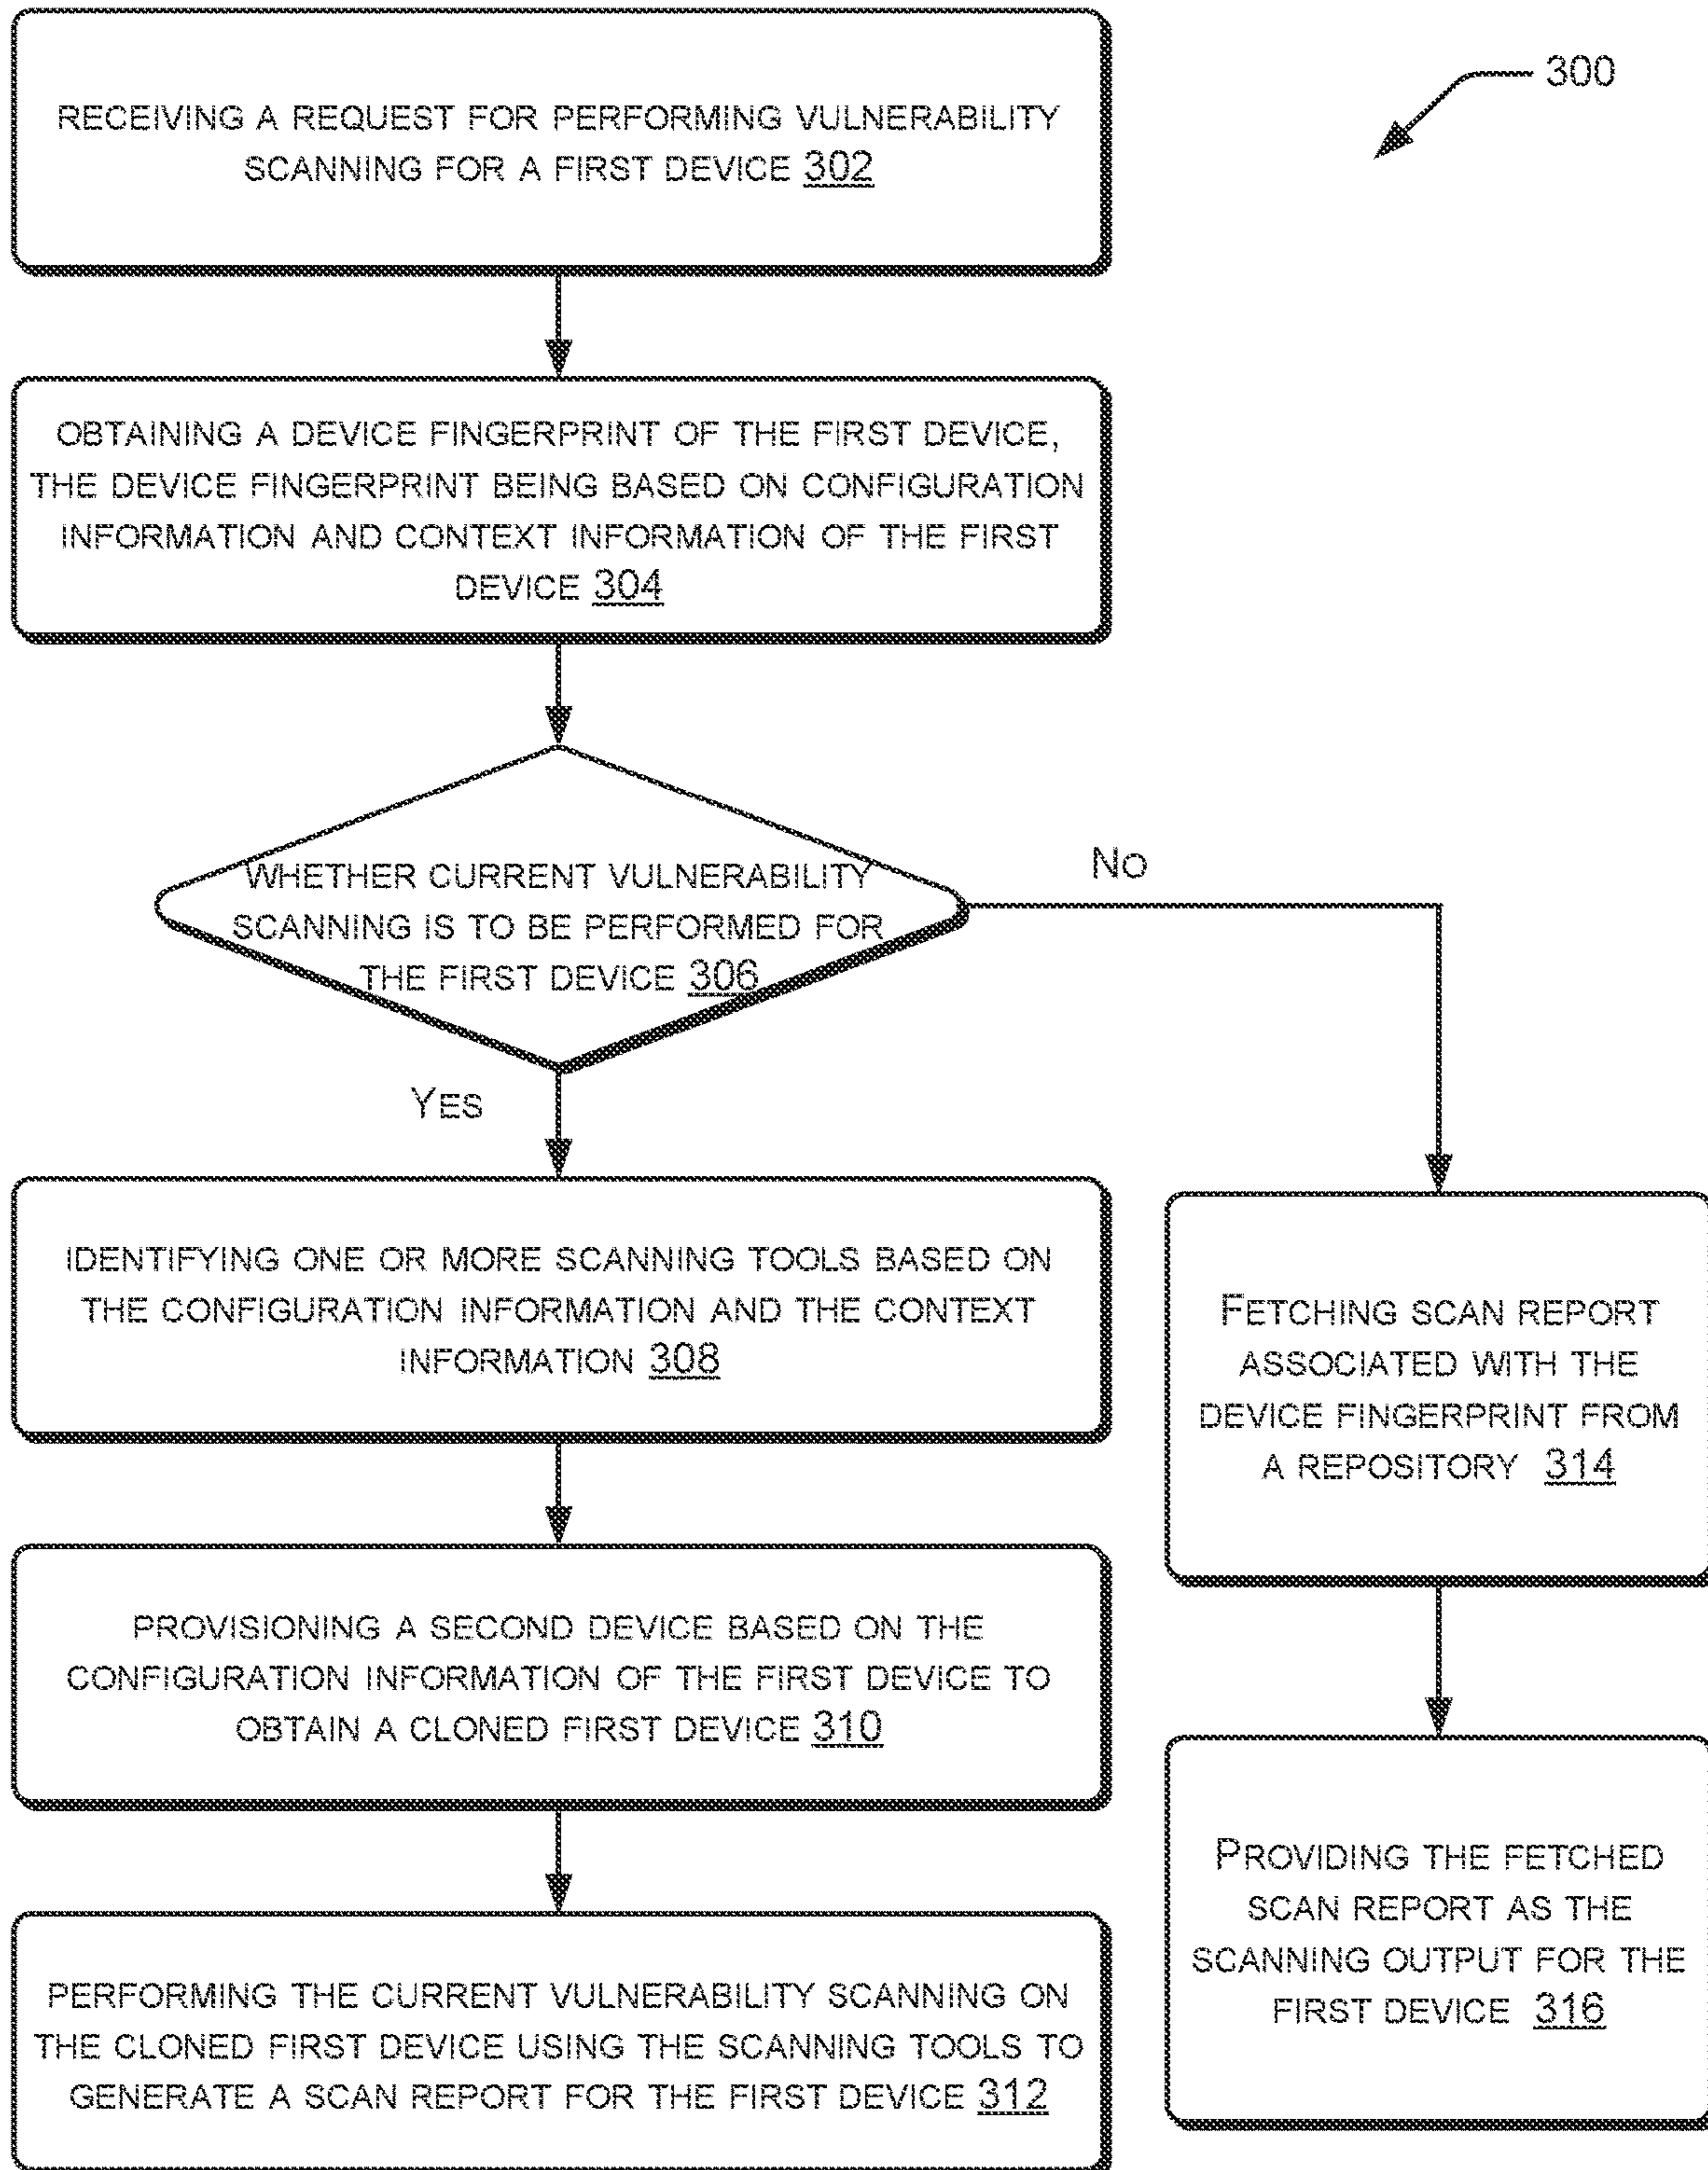 RECEIVING A REQUEST FOR PERFORMING VULNERABILITY
SCANNING FOR A FIRST DEVICE 302
300
OBTAINING A DEVICE FINGERPRINT OF THE FIRST DEVICE,
THE DEVICE FINGERPRINT BEING BASED ON CONFIGURATION
INFORMATION AND CONTEXT INFORMATION OF THE FIRST
DEVICE 304
WHETHER CURRENT VULNERABILITY
SCANNING IS TO BE PERFORMED FOR
THE FIRST DEVICE 306
NO
YES
IDENTIFYING ONE OR MORE SCANNING TOOLS BASED ON
THE CONFIGURATION INFORMATION AND THE CONTEXT
INFORMATION 308
PROVISIONING A SECOND DEVICE BASED ON THE
CONFIGURATION INFORMATION OF THE FIRST DEVICE TO
OBTAIN A CLONED FIRST DEVICE 310
PERFORMING THE CURRENT VULNERABILITY SCANNING ON
THE CLONED FIRST DEVICE USING THE SCANNING TOOLS TO
GENERATE A SCAN REPORT FOR THE FIRST DEVICE 312
FETCHING SCAN REPORT
ASSOCIATED WITH THE
DEVICE FINGERPRINT FROM
A REPOSITORY 314
PROVIDING THE FETCHED
SCAN REPORT AS THE
SCANNING OUTPUT FOR THE
FIRST DEVICE 316